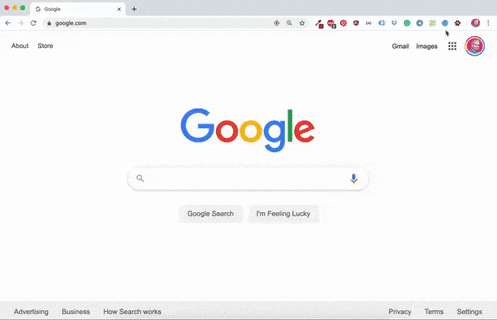 Google
google.com
About Store Gmail Images
Google
Google Search I'm Feeling Lucky
Advertising Business How Search works Privacy Terms Settings